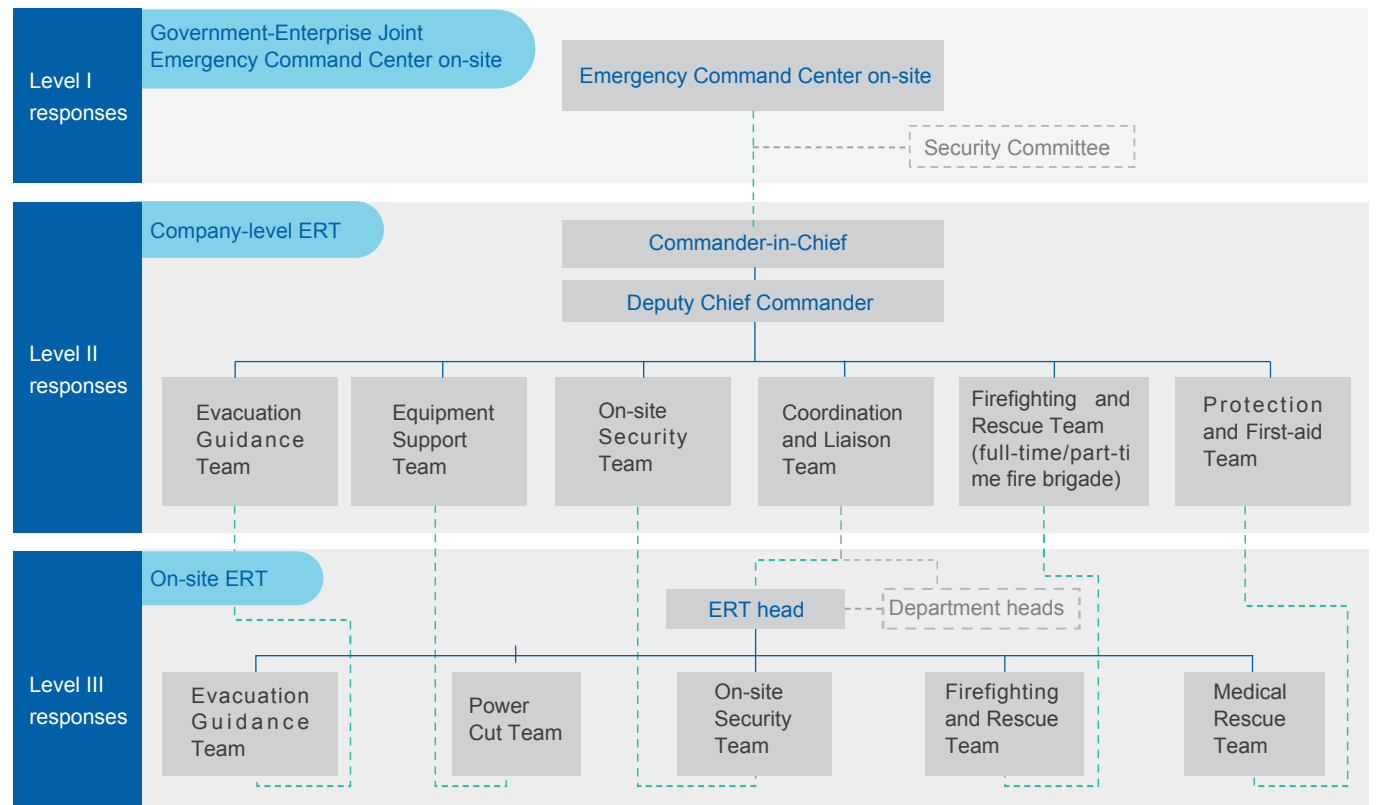 Level I
responses
Government-Enterprise Joint
Emergency Command Center on-site
Emergency Command Center on-site
Security Committee
Level II
responses
Company-level ERT
Commander-in-Chief
Deputy Chief Commander
Evacuation
Guidance
Team
Equipment
Support
Team
On-site
Security
Team
Coordination
and Liaison
Team
Firefighting and
Rescue Team
(full-time/part-ti
me fire brigade)
Protection
and First-aid
Team
Level III
responses
On-site ERT
ERT head
Department heads
Evacuation
Guidance
Team
Power
Cut Team
On-site
Security
Team
Firefighting
and Rescue
Team
Medical
Rescue
Team